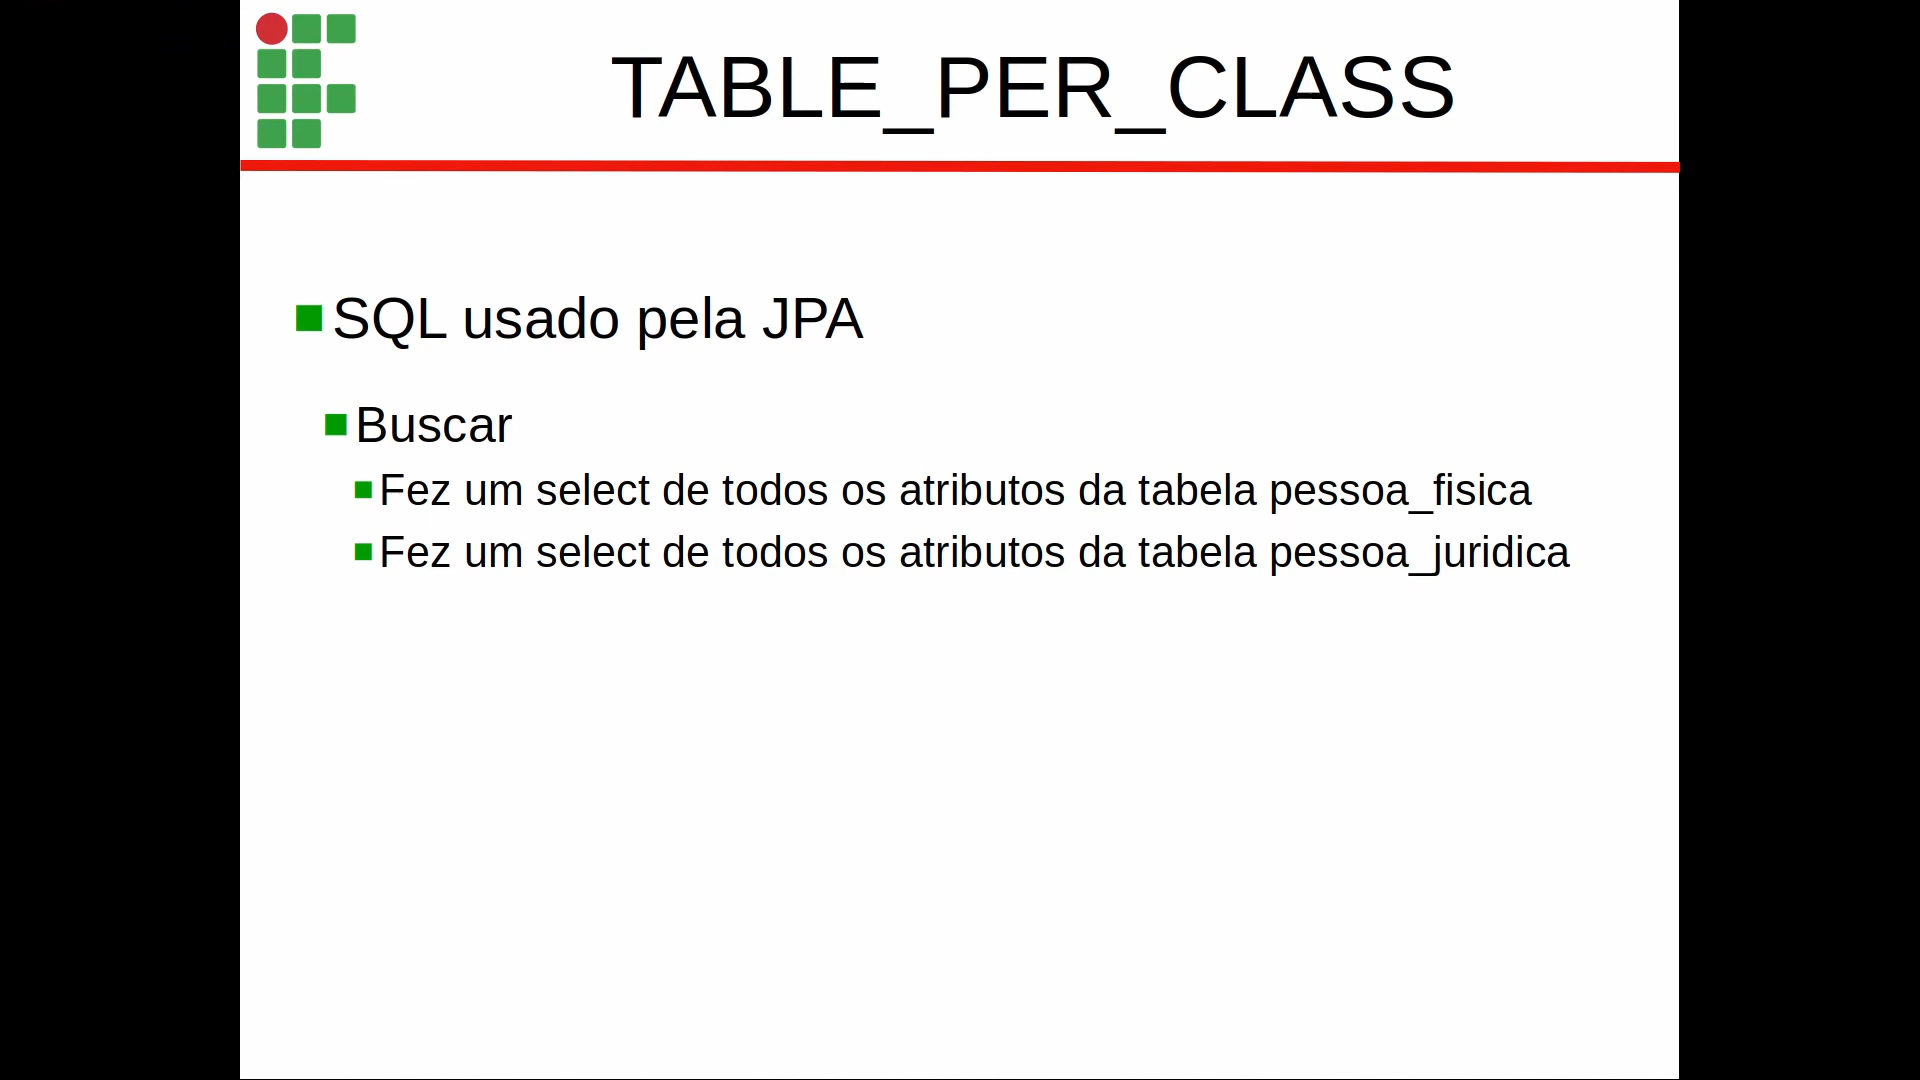 TABLE_PER_CLASS
SQL usado pela JPA
Buscar
Fez um select de todos os atributos da tabela pessoa_fisica
Fez um select de todos os atributos da tabela pessoa_juridica